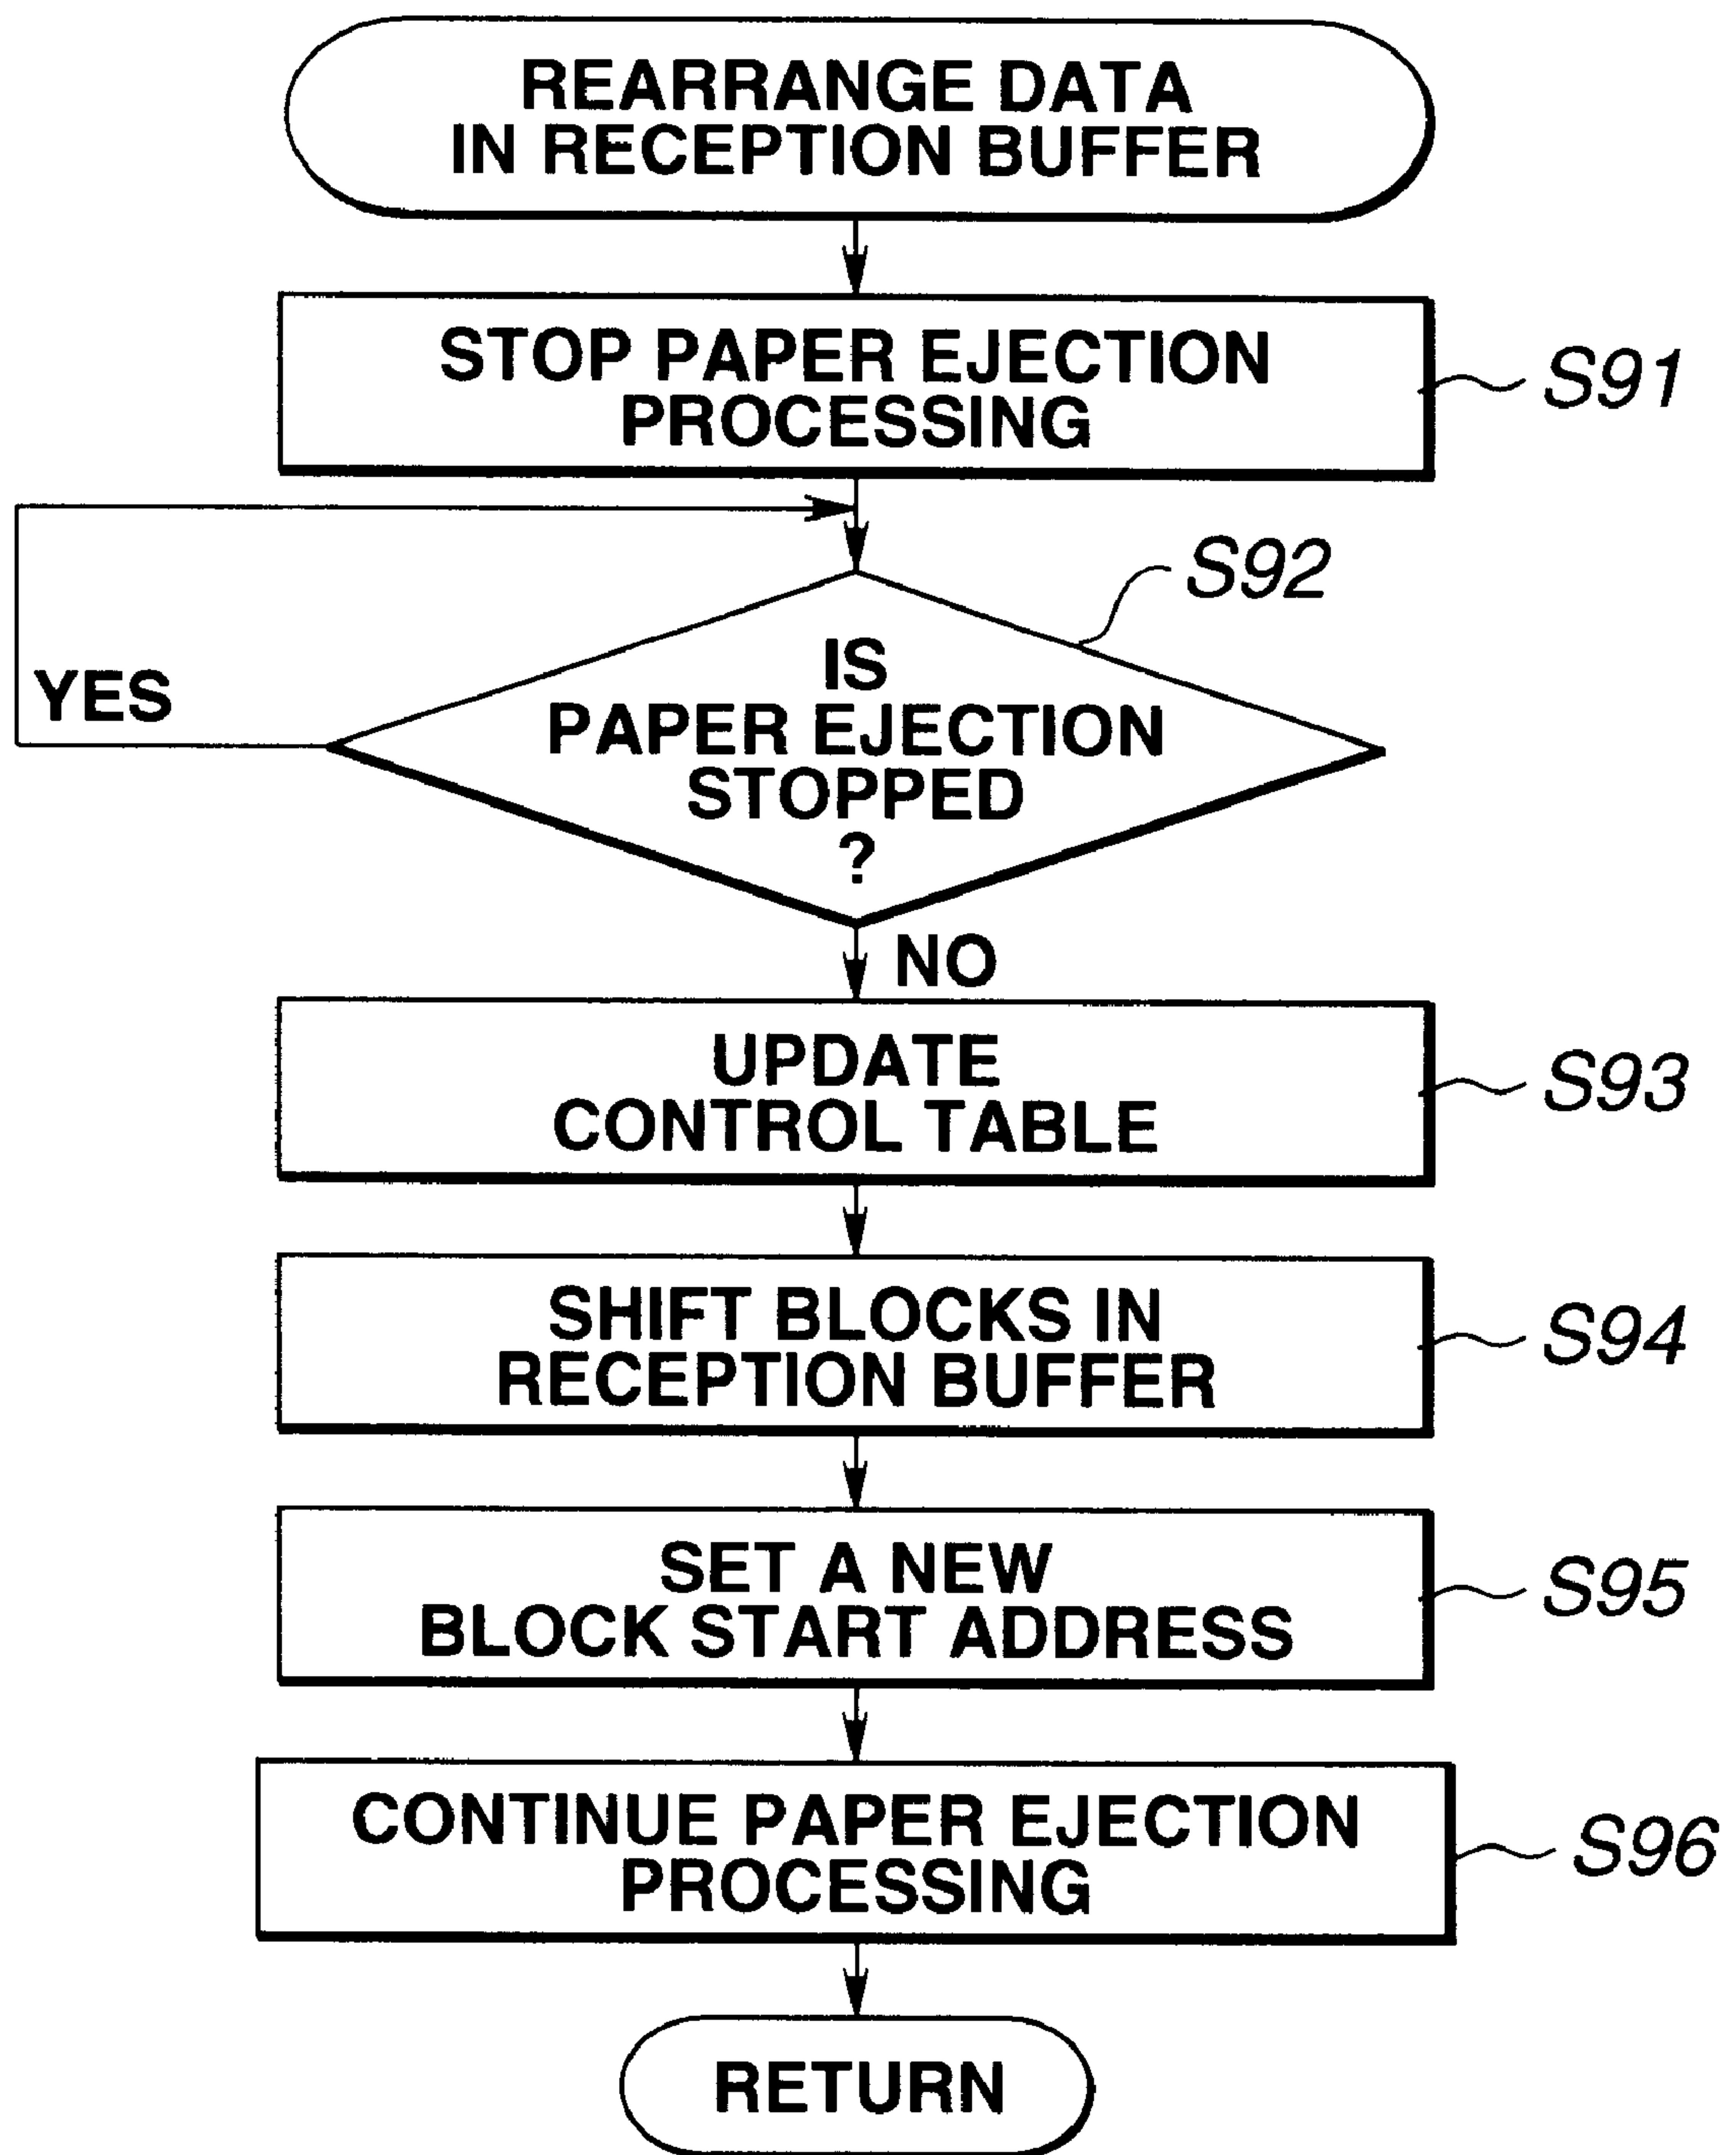 REARRANGE DATA
IN RECEPTION BUFFER
STOP PAPER EJECTION
PROCESSING
S91
S92
IS
PAPER EJECTION
STOPPED
?
YES
NO
UPDATE
CONTROL TABLE
S93
SHIFT BLOCKS IN
RECEPTION BUFFER
S94
SET A NEW
BLOCK START ADDRESS
S95
CONTINUE PAPER EJECTION
PROCESSING
S96
RETURN